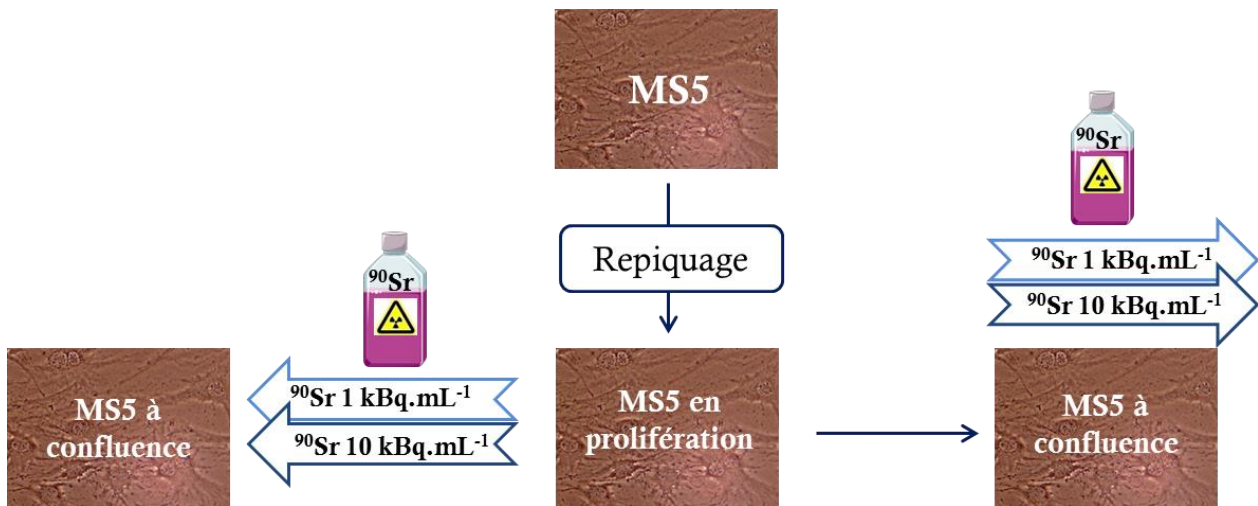 MS5
Repiquage
⁹⁰Sr
⁹⁰Sr 1 kBq.mL⁻¹
⁹⁰Sr 10 kBq.mL⁻¹
MS5 à
confluence
MS5 en
prolifération
⁹⁰Sr
⁹⁰Sr 1 kBq.mL⁻¹
⁹⁰Sr 10 kBq.mL⁻¹
MS5 à
confluence